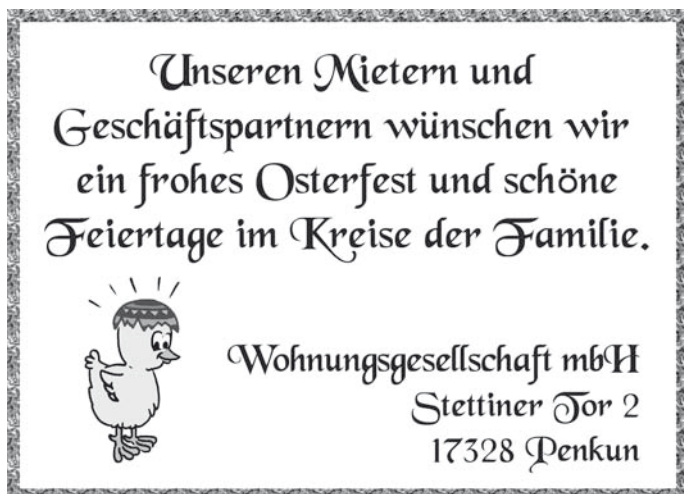 Unseren Mietern und
Geschäftspartnern wünschen wir
ein frohes Osterfest und schöne
Feiertage im Kreise der Familie.
Wohnungsgesellschaft mbH
Stettiner Tor 2
17328 Penkun